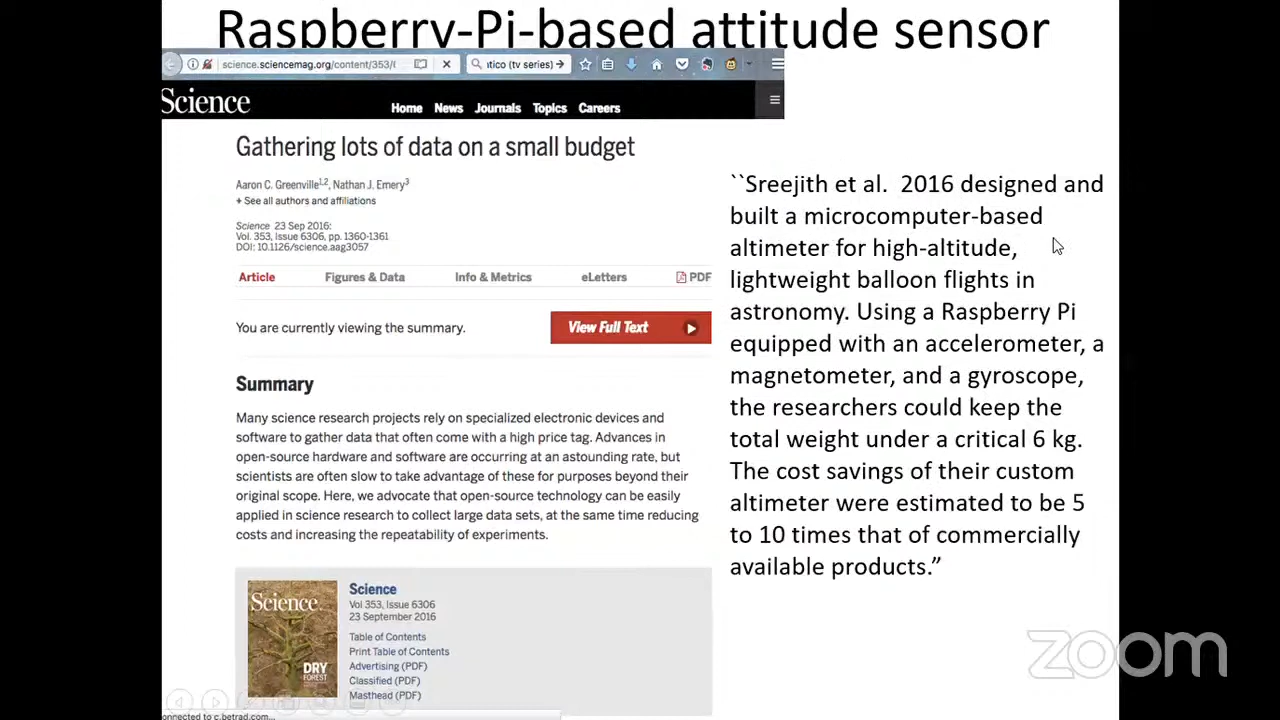 Raspberry-Pi-based attitude sensor
science.sciencemag.org/content/353/
tico (tv series)
Science
Home News Journals Topics Careers
Gathering lots of data on a small budget
Aaron C. Greenville1,2, Nathan J. Emery3
+ See all authors and affiliations
Science 23 Sep 2016:
Vol. 353, Issue 6306, pp. 1360-1361
DOI: 10.1126/science.aag3057
Article Figures & Data Info & Metrics eLetters PDF
You are currently viewing the summary.
View Full Text
Summary
Many science research projects rely on specialized electronic devices and
software to gather data that often come with a high price tag. Advances in
open-source hardware and software are occurring at an astounding rate, but
scientists are often slow to take advantage of these for purposes beyond their
original scope. Here, we advocate that open-source technology can be easily
applied in science research to collect large data sets, at the same time reducing
costs and increasing the repeatability of experiments.
Science
DRY
FOREST
Science
Vol 353, Issue 6306
23 September 2016
Table of Contents
Print Table of Contents
Advertising (PDF)
Classified (PDF)
Masthead (PDF)
onnected to c.betrad.com...
``Sreejith et al. 2016 designed and
built a microcomputer-based
altimeter for high-altitude,
lightweight balloon flights in
astronomy. Using a Raspberry Pi
equipped with an accelerometer, a
magnetometer, and a gyroscope,
the researchers could keep the
total weight under a critical 6 kg.
The cost savings of their custom
altimeter were estimated to be 5
to 10 times that of commercially
available products.”
zoom